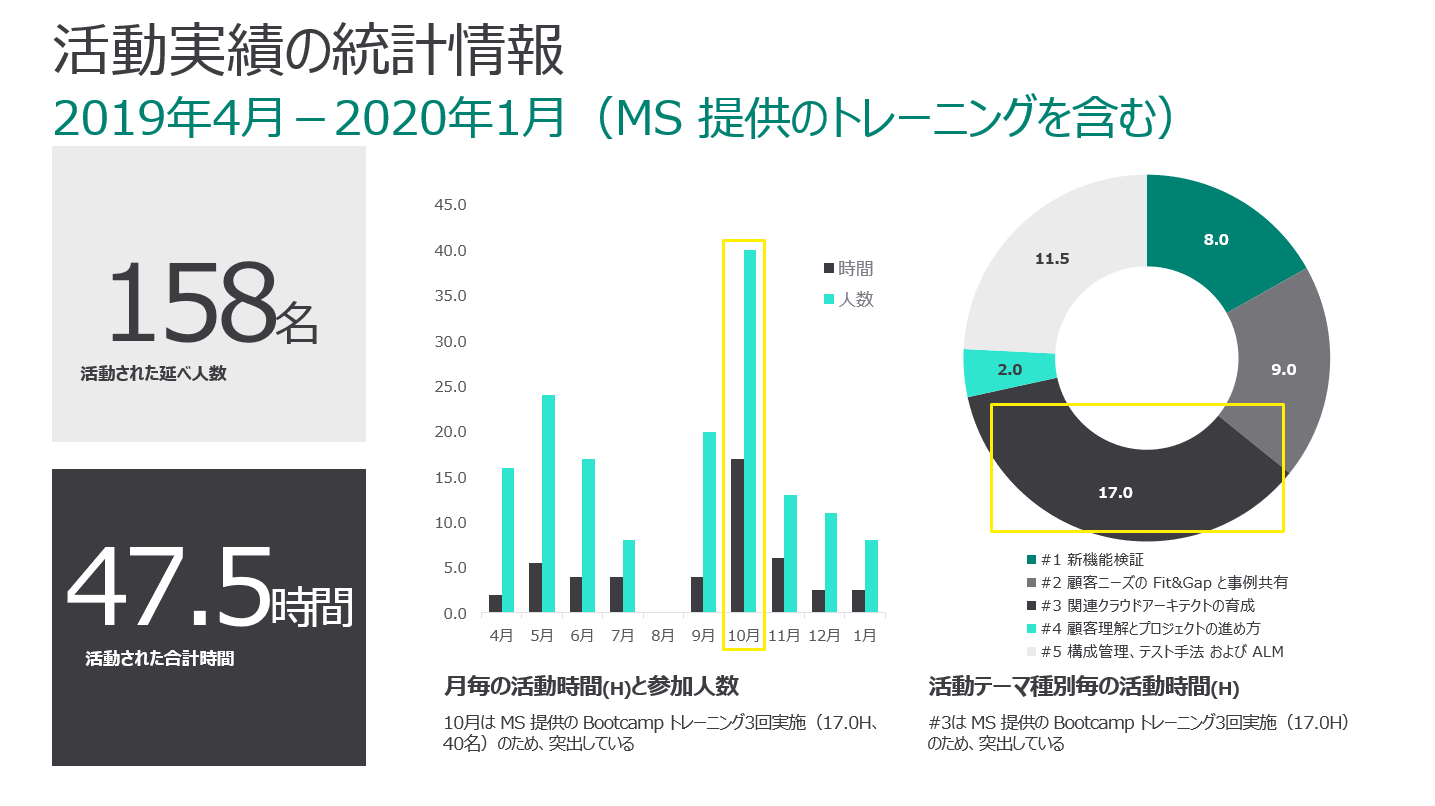 活動実績の統計情報
2019年4月－2020年1月（MS 提供のトレーニングを含む）
158名
活動された延べ人数
47.5時間
活動された合計時間
45.0
40.0
35.0
30.0
25.0
20.0
15.0
10.0
5.0
0.0
4月 5月 6月 7月 8月 9月 10月 11月 12月 1月
時間
人数
月毎の活動時間(H)と参加人数
10月は MS 提供の Bootcamp トレーニング3回実施（17.0H、
40名）のため、突出している
8.0
9.0
17.0
2.0
11.5
#1 新機能検証
#2 顧客ニーズの Fit&Gap と事例共有
#3 関連クラウドアーキテクトの育成
#4 顧客理解とプロジェクトの進め方
#5 構成管理、テスト手法 および ALM
活動テーマ種別毎の活動時間(H)
#3は MS 提供の Bootcamp トレーニング3回実施（17.0H）
のため、突出している